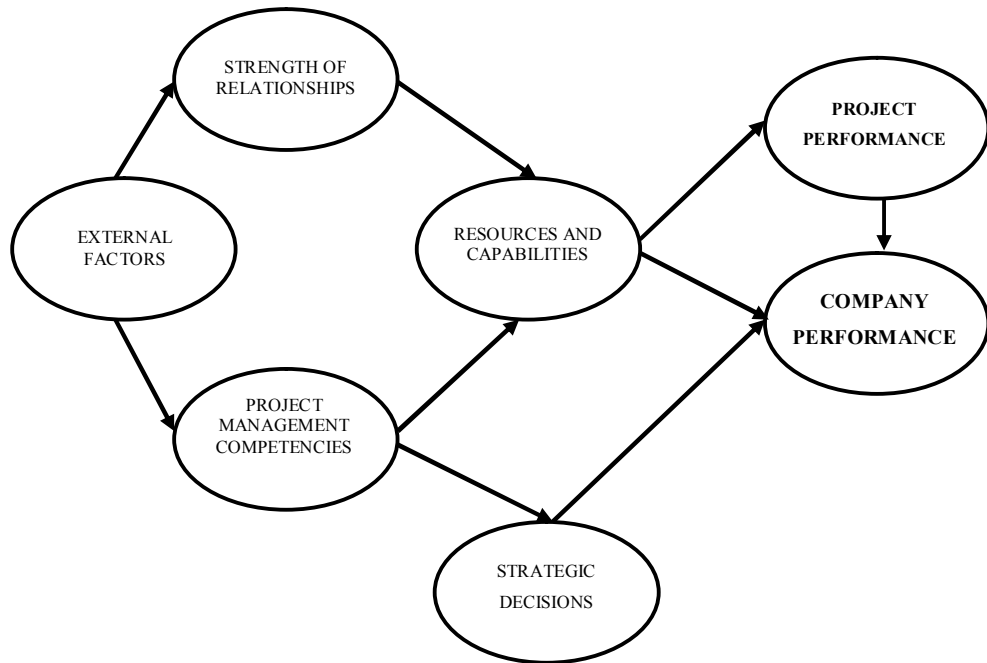 STRENGTH OF
RELATIONSHIPS
PROJECT
PERFORMANCE
EXTERNAL
FACTORS
RESOURCES AND
CAPABILITIES
COMPANY
PERFORMANCE
PROJECT
MANAGEMENT
COMPETENCIES
STRATEGIC
DECISIONS